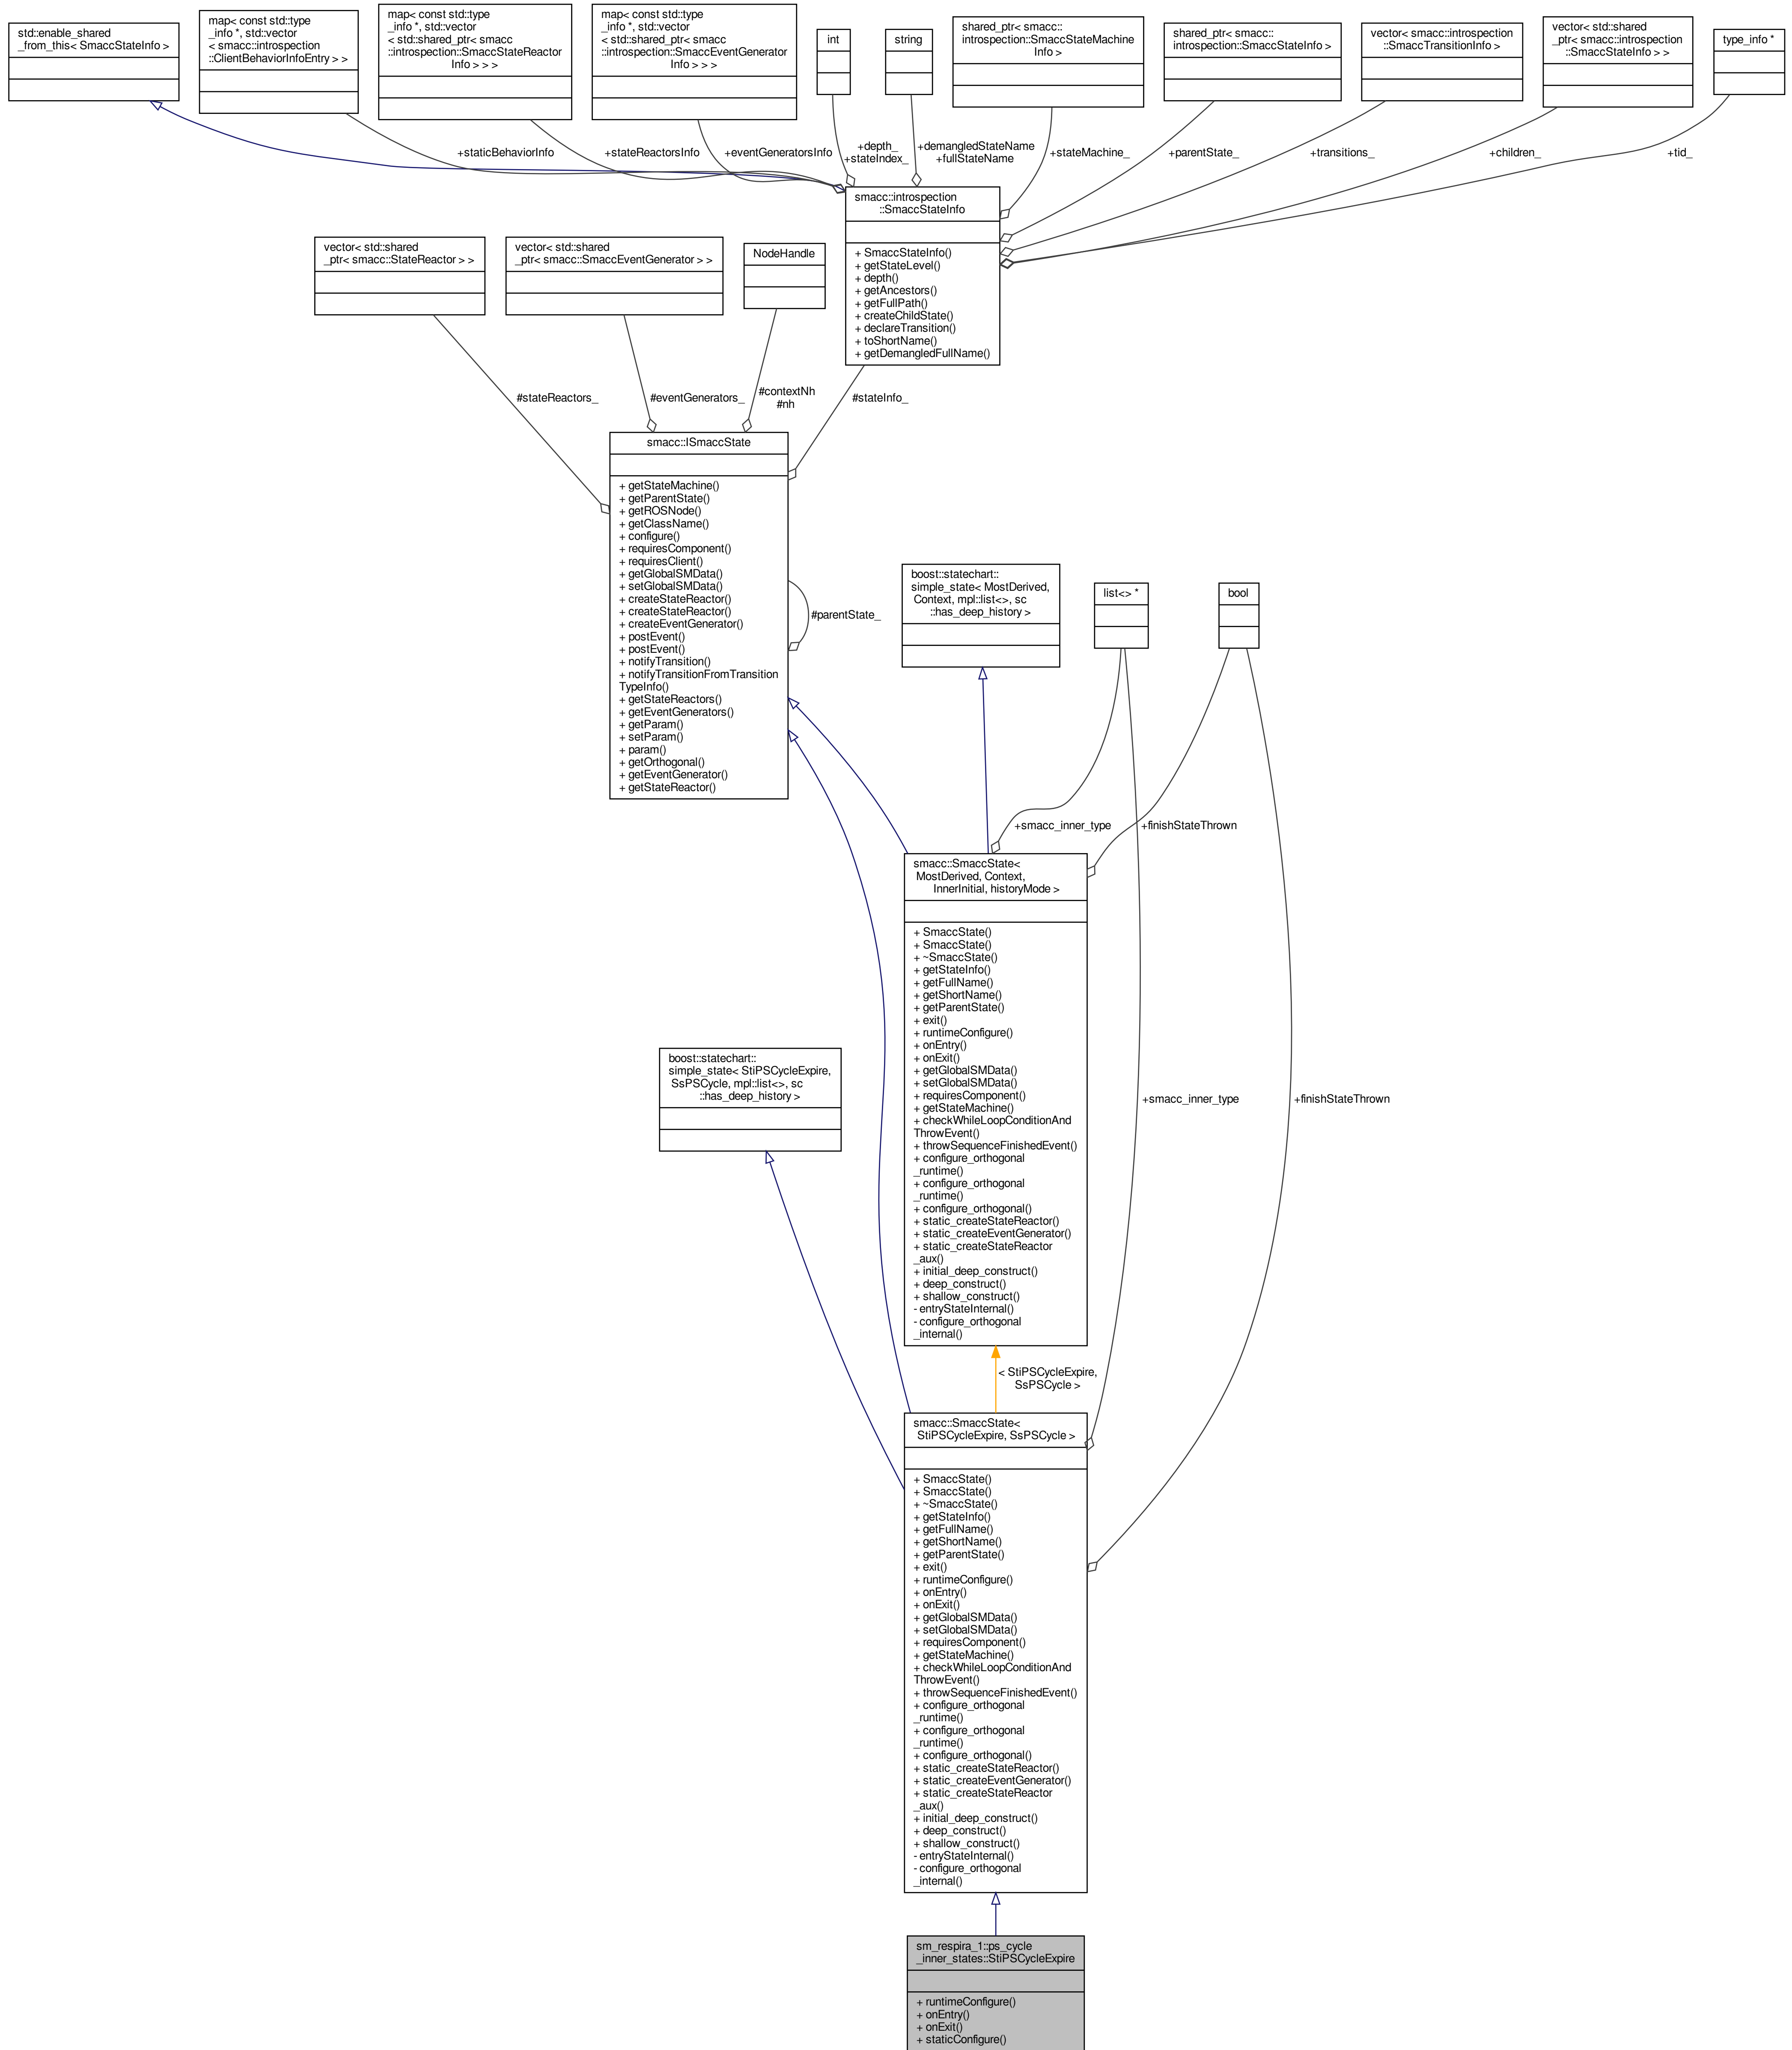 std::enable_shared
_from_this< SmaccStateInfo >
map< const std::type
_info *, std::vector
< smacc::introspection
::ClientBehaviorInfoEntry > >
map< const std::type
_info *, std::vector
< std::shared_ptr< smacc
::introspection::SmaccStateReactor
Info > > >
map< const std::type
_info *, std::vector
< std::shared_ptr< smacc
::introspection::SmaccEventGenerator
Info > > >
int
string
shared_ptr< smacc::
introspection::SmaccStateMachine
Info >
shared_ptr< smacc::
introspection::SmaccStateInfo >
vector< smacc::introspection
::SmaccTransitionInfo >
vector< std::shared
_ptr< smacc::introspection
::SmaccStateInfo > >
type_info *
+staticBehaviorInfo
+stateReactorsInfo
+eventGeneratorsInfo
+depth_
+stateIndex_
+demangledStateName
+fullStateName
+stateMachine_
+parentState_
+transitions_
+children_
+tid_
smacc::introspection
::SmaccStateInfo
+ SmaccStateInfo()
+ getStateLevel()
+ depth()
+ getAncestors()
+ getFullPath()
+ createChildState()
+ declareTransition()
+ toShortName()
+ getDemangledFullName()
vector< std::shared
_ptr< smacc::StateReactor > >
vector< std::shared
_ptr< smacc::SmaccEventGenerator > >
NodeHandle
#stateReactors_
#eventGenerators_
#contextNh
#nh
#stateInfo_
smacc::ISmaccState
+ getStateMachine()
+ getParentState()
+ getROSNode()
+ getClassName()
+ configure()
+ requiresComponent()
+ requiresClient()
+ getGlobalSMData()
+ setGlobalSMData()
+ createStateReactor()
+ createStateReactor()
+ createEventGenerator()
+ postEvent()
+ postEvent()
+ notifyTransition()
+ notifyTransitionFromTransition
TypeInfo()
+ getStateReactors()
+ getEventGenerators()
+ getParam()
+ setParam()
+ param()
+ getOrthogonal()
+ getEventGenerator()
+ getStateReactor()
#parentState_
boost::statechart::
simple_state< MostDerived,
Context, mpl::list<>, sc
::has_deep_history >
list<> *
bool
+smacc_inner_type
+finishStateThrown
smacc::SmaccState<
MostDerived, Context,
InnerInitial, historyMode >
+ SmaccState()
+ SmaccState()
+ ~SmaccState()
+ getStateInfo()
+ getFullName()
+ getShortName()
+ getParentState()
+ exit()
+ runtimeConfigure()
+ onEntry()
+ onExit()
+ getGlobalSMData()
+ setGlobalSMData()
+ requiresComponent()
+ getStateMachine()
+ checkWhileLoopConditionAnd
ThrowEvent()
+ throwSequenceFinishedEvent()
+ configure_orthogonal
_runtime()
+ configure_orthogonal
_runtime()
+ configure_orthogonal()
+ static_createStateReactor()
+ static_createEventGenerator()
+ static_createStateReactor
_aux()
+ initial_deep_construct()
+ deep_construct()
+ shallow_construct()
- entryStateInternal()
- configure_orthogonal
_internal()
boost::statechart::
simple_state< StiPSCycleExpire,
SsPSCycle, mpl::list<>, sc
::has_deep_history >
+smacc_inner_type
+finishStateThrown
< StiPSCycleExpire,
SsPSCycle >
smacc::SmaccState<
StiPSCycleExpire, SsPSCycle >
+ SmaccState()
+ SmaccState()
+ ~SmaccState()
+ getStateInfo()
+ getFullName()
+ getShortName()
+ getParentState()
+ exit()
+ runtimeConfigure()
+ onEntry()
+ onExit()
+ getGlobalSMData()
+ setGlobalSMData()
+ requiresComponent()
+ getStateMachine()
+ checkWhileLoopConditionAnd
ThrowEvent()
+ throwSequenceFinishedEvent()
+ configure_orthogonal
_runtime()
+ configure_orthogonal
_runtime()
+ configure_orthogonal()
+ static_createStateReactor()
+ static_createEventGenerator()
+ static_createStateReactor
_aux()
+ initial_deep_construct()
+ deep_construct()
+ shallow_construct()
- entryStateInternal()
- configure_orthogonal
_internal()
sm_respira_1::ps_cycle
_inner_states::StiPSCycleExpire
+ runtimeConfigure()
+ onEntry()
+ onExit()
+ staticConfigure()